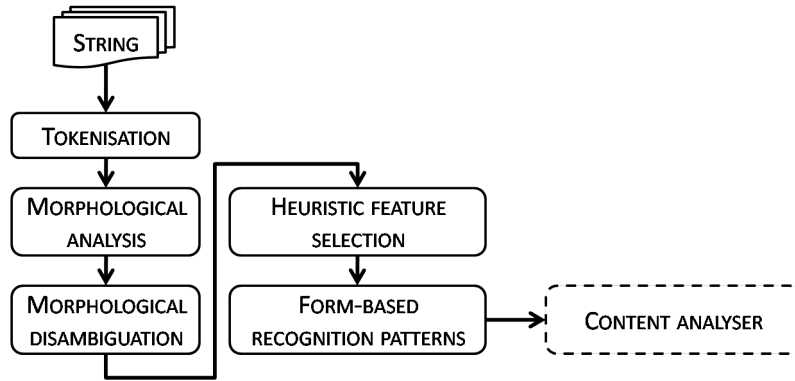 STRING
TOKENISATION
MORPHOLOGICAL
ANALYSIS
MORPHOLOGICAL
DISAMBIGUATION
HEURISTIC FEATURE
SELECTION
FORM-BASED
RECOGNITION PATTERNS
CONTENT ANALYSER